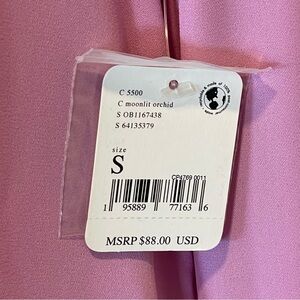 C 5500
C moonlit orchid
S OB1167438
S 64135379
size
S
CP4769 0011
1 95889 77163 6
MSRP $88.00 USD